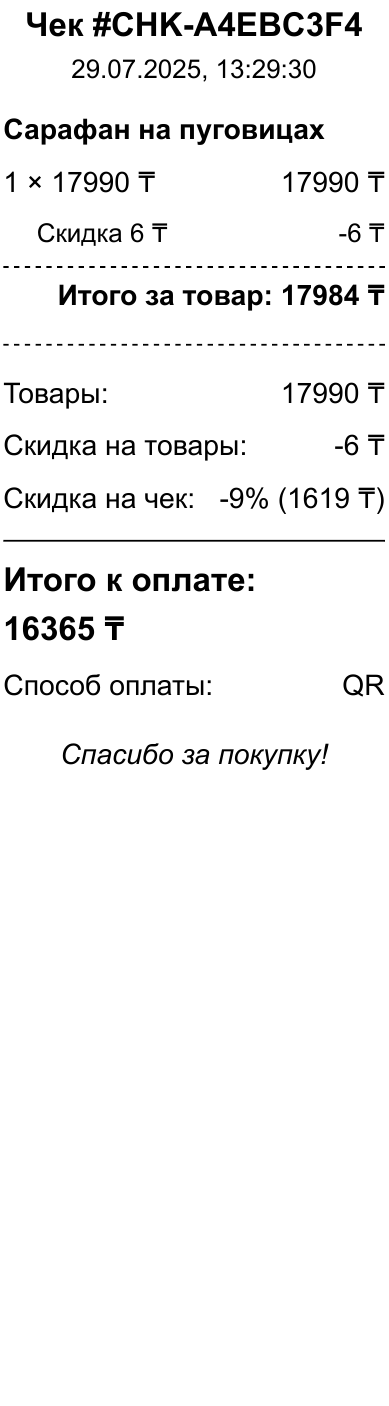 Чек #CHK-A4EBC3F4
29.07.2025, 13:29:30
Сарафан на пуговицах
1 × 17990 ₸ 17990 ₸
Скидка 6 ₸ -6 ₸
Итого за товар: 17984 ₸
Товары: 17990 ₸
Скидка на товары: -6 ₸
Скидка на чек: -9% (1619 ₸)
Итого к оплате:
16365 ₸
Способ оплаты: QR
Спасибо за покупку!